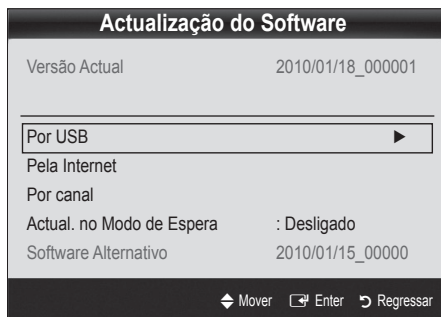 Actualização do Software
Versão Actual 2010/01/18_000001
Por USB ►
Pela Internet
Por canal
Actual. no Modo de Espera : Desligado
Software Alternativo 2010/01/15_00000
Mover Enter Regressar